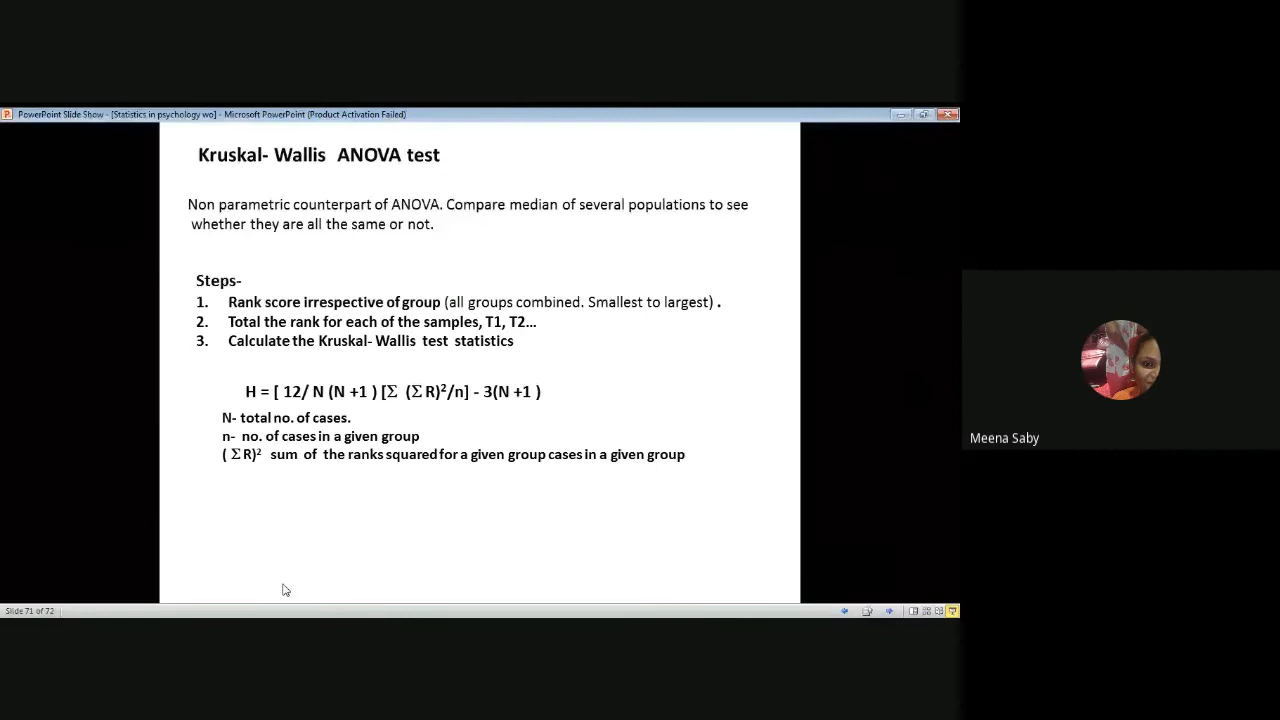 PowerPoint Slide Show - [Statistics in psychology wo] - Microsoft PowerPoint (Product Activation Failed)
Kruskal- Wallis ANOVA test
Non parametric counterpart of ANOVA. Compare median of several populations to see
whether they are all the same or not.
Steps-
1. Rank score irrespective of group (all groups combined. Smallest to largest) .
2. Total the rank for each of the samples, T1, T2...
3. Calculate the Kruskal- Wallis test statistics
H = [ 12/ N (N +1 ) [Σ (Σ R)²/n] - 3(N +1 )
N- total no. of cases.
n- no. of cases in a given group
( Σ R)² sum of the ranks squared for a given group cases in a given group
Meena Saby
Slide 71 of 72